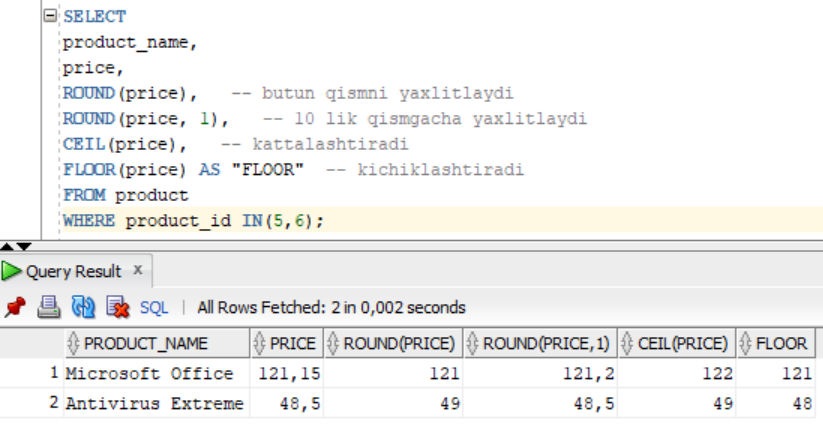 SELECT
product_name,
price,
ROUND(price),   -- butun qismni yaxlitlaydi
ROUND(price, 1),   -- 10 lik qismgacha yaxlitlaydi
CEIL(price),   -- kattalashtiradi
FLOOR(price) AS "FLOOR"  -- kichiklashtiradi
FROM product
WHERE product_id IN(5,6);
Query Result x
SQL | All Rows Fetched: 2 in 0,002 seconds
PRODUCT_NAME PRICE ROUND(PRICE) ROUND(PRICE,1) CEIL(PRICE) FLOOR
1 Microsoft Office 121,15 121 121,2 122 121
2 Antivirus Extreme 48,5 49 48,5 49 48